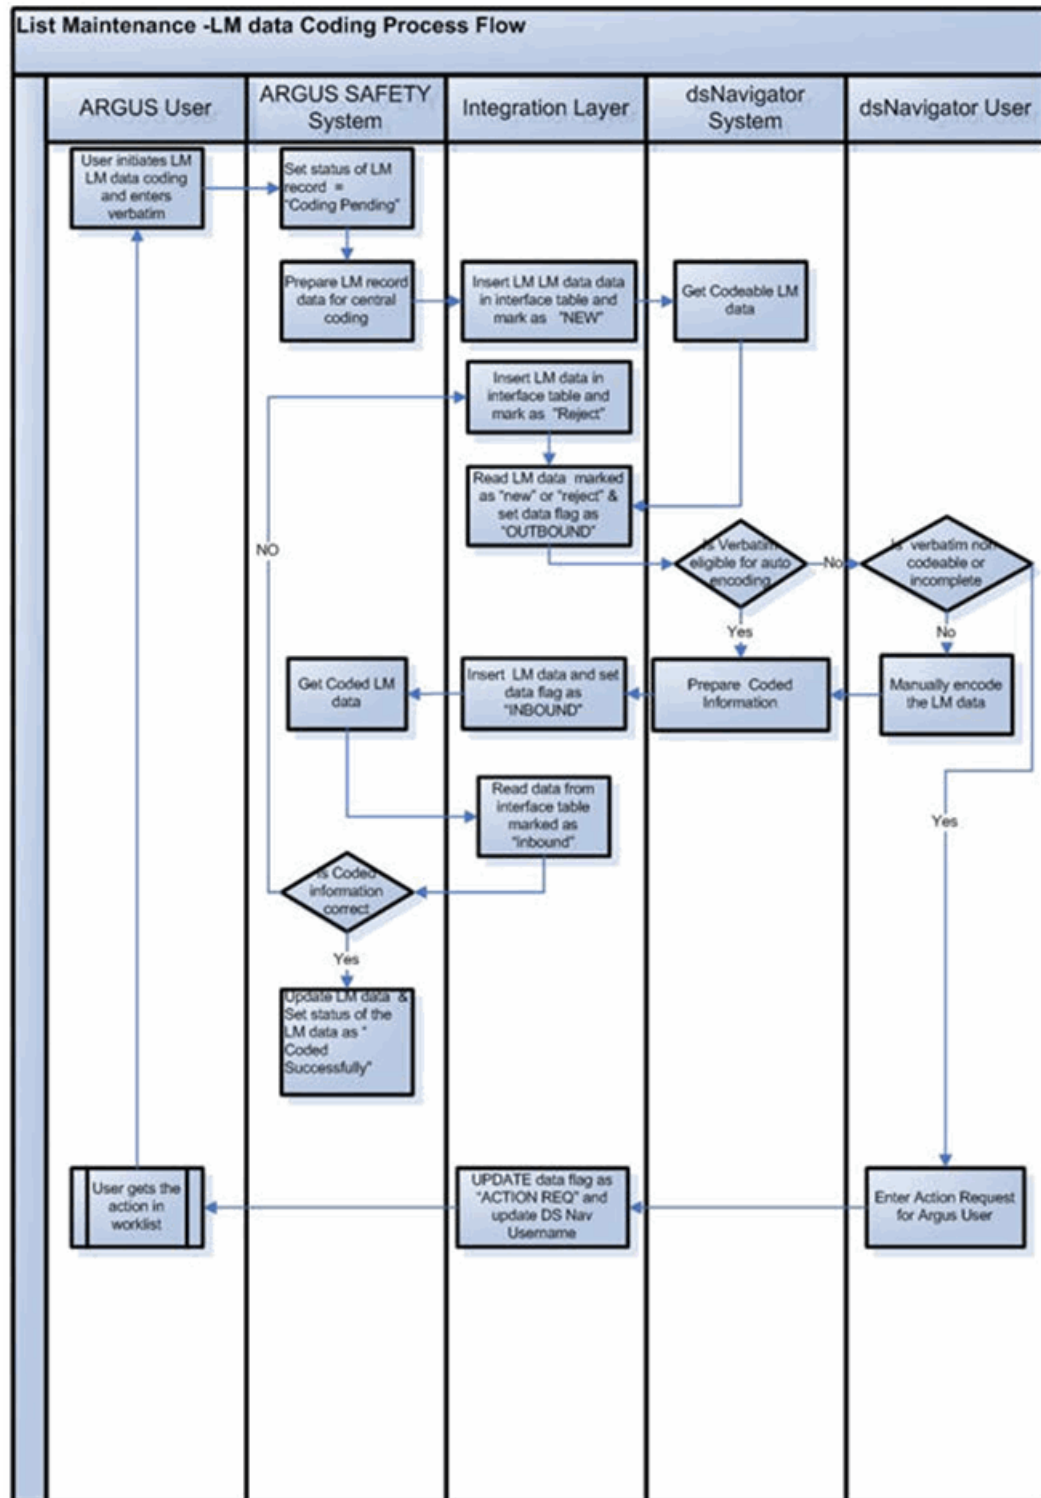 List Maintenance -LM data Coding Process Flow
ARGUS User
ARGUS SAFETY
System
Integration Layer
dsNavigator
System
dsNavigator User
User initiates LM
LM data coding
and enters
verbatim
Set status of LM
record =
"Coding Pending"
Prepare LM record
data for central
coding
Insert LM LM data data
in interface table and
mark as "NEW"
Get Codeable LM
data
Insert LM data in
interface table and
mark as "Reject"
Read LM data marked
as "new" or "reject" &
set data flag as
"OUTBOUND"
NO
Is Verbatim
eligible for auto
encoding
No
Is verbatim non
codeable or
incomplete
Yes
No
Get Coded LM
data
Insert LM data and set
data flag as
"INBOUND"
Prepare Coded
Information
Manually encode
the LM data
Read data from
interface table
marked as
"Inbound"
Yes
Is Coded
information
correct
Yes
Update LM data &
Set status of the
LM data as "
Coded
Successfully"
User gets the
action in
worklist
UPDATE data flag as
"ACTION REQ" and
update DS Nav
Username
Enter Action Request
for Argus User